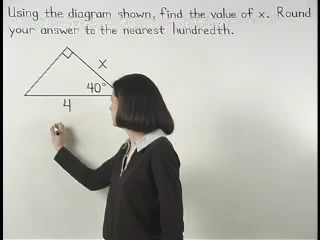 Using the diagram shown, find the value of x. Round
your answer to the nearest hundredth.
x
40°
4